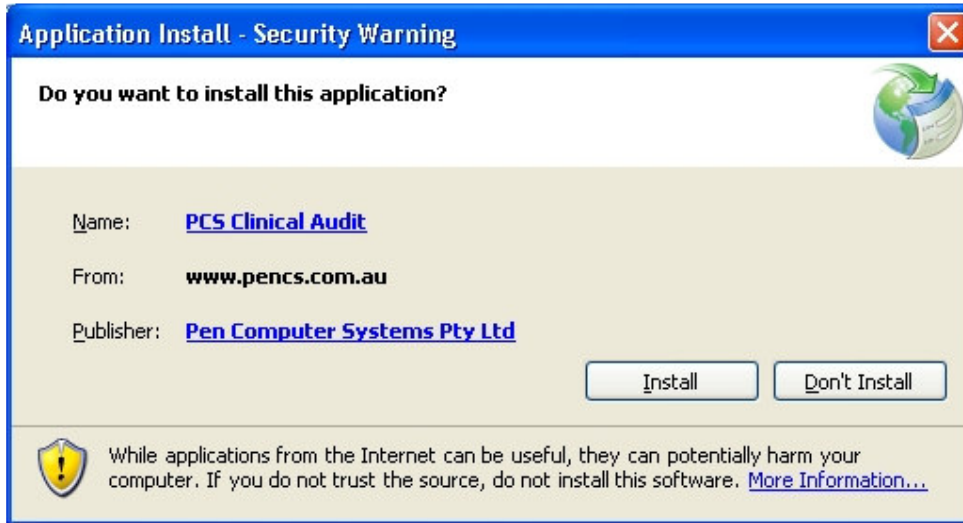 Application Install - Security Warning
Do you want to install this application?
Name: PCS Clinical Audit
From: www.pencs.com.au
Publisher: Pen Computer Systems Pty Ltd
Install Don't Install
While applications from the Internet can be useful, they can potentially harm your
computer. If you do not trust the source, do not install this software. More Information...